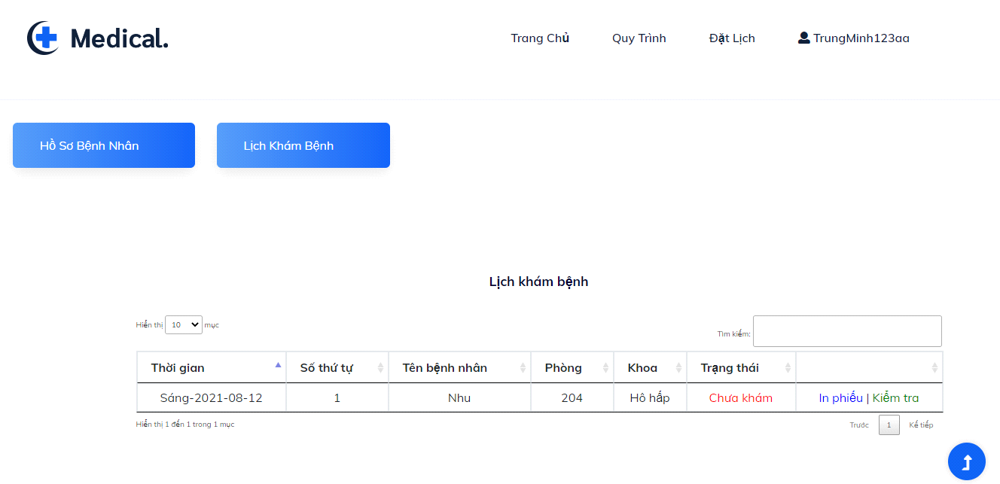 Medical.
Trang Chủ Quy Trình Đặt Lịch TrungMinh123aa
Hồ Sơ Bệnh Nhân Lịch Khám Bệnh
Lịch khám bệnh
Hiển thị 10 mục
Tìm kiếm:
Thời gian Số thứ tự Tên bệnh nhân Phòng Khoa Trạng thái
Sáng-2021-08-12 1 Nhu 204 Hô hấp Chưa khám In phiếu | Kiểm tra
Hiển thị 1 đến 1 trong 1 mục
Trước 1 Kế tiếp